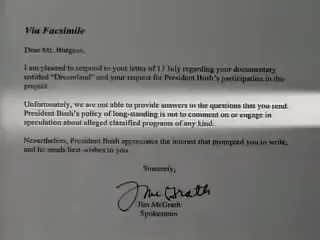 Via Facsimile
Dear Mr. Burgess,
I am pleased to respond to your letter of 17 July regarding your documentary
entitled "Dreamland" and your request for President Bush's participation in the
project.
Unfortunately, we are not able to provide answers to the questions that you send.
President Bush's policy of long-standing is not to comment on or engage in
speculation about alleged classified programs of any kind.
Nevertheless, President Bush appreciates the interest that prompted you to write,
and he sends best wishes to you.
Sincerely,
Jim McGrath
Jim McGrath
Spokesman